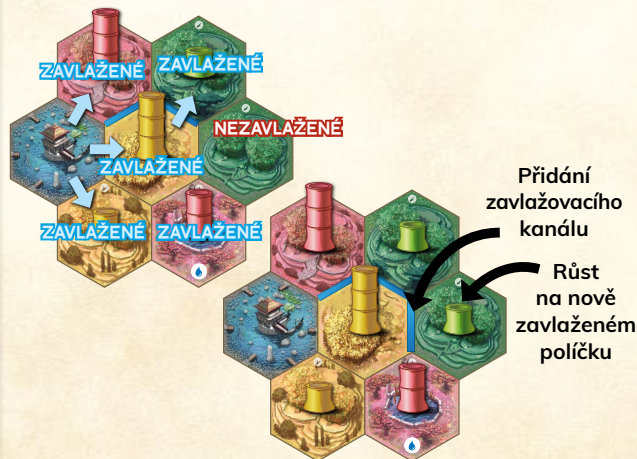 ZAVLAŽENÉ
ZAVLAŽENÉ
NEZAVLAŽENÉ
ZAVLAŽENÉ
ZAVLAŽENÉ
ZAVLAŽENÉ
Přidání
zavlažovacího
kanálu
Růst
na nově
zavlaženém
políčku